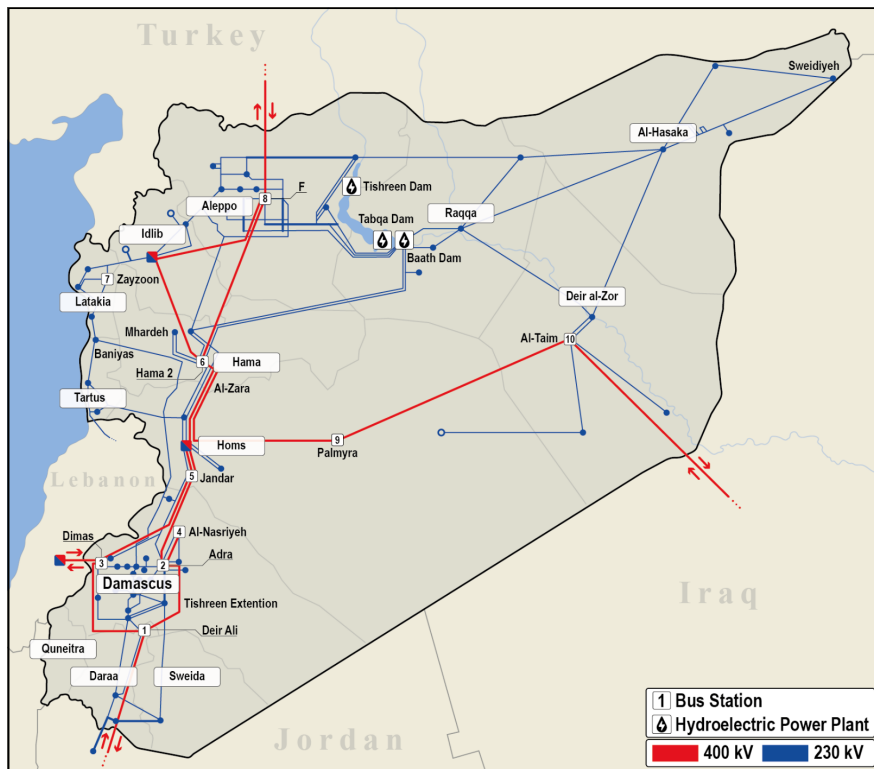 Turkey
Sweidiyeh
Al-Hasaka
F
8
Tishreen Dam
Aleppo
Tabqa Dam
Raqqa
Idlib
Baath Dam
7
Zayzoon
Latakia
Deir al-Zor
Mhardeh
Al-Taim
10
Baniyas
6
Hama
Hama 2
Al-Zara
Tartus
Homs
9
Palmyra
Lebanon
5
Jandar
Dimas
4
Al-Nasriyeh
3
2
Adra
Damascus
Tishreen Extention
Iraq
1
Deir Ali
Quneitra
Daraa
Sweida
Jordan
1 Bus Station
Hydroelectric Power Plant
400 kV
230 kV